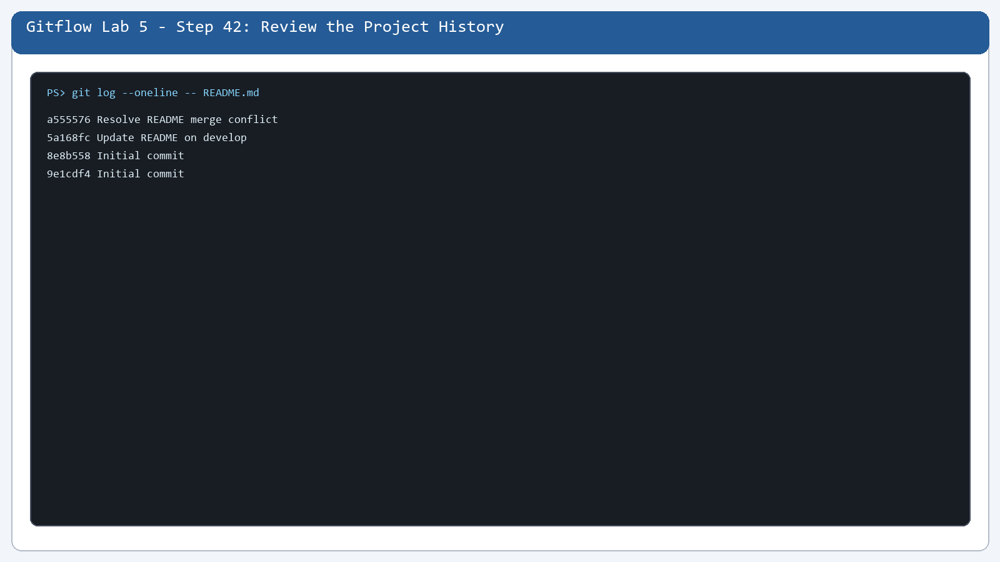 Gitflow Lab 5 - Step 42: Review the Project History
PS> git log --oneline -- README.md
a555576 Resolve README merge conflict
5a168fc Update README on develop
8e8b558 Initial commit
9e1cdf4 Initial commit